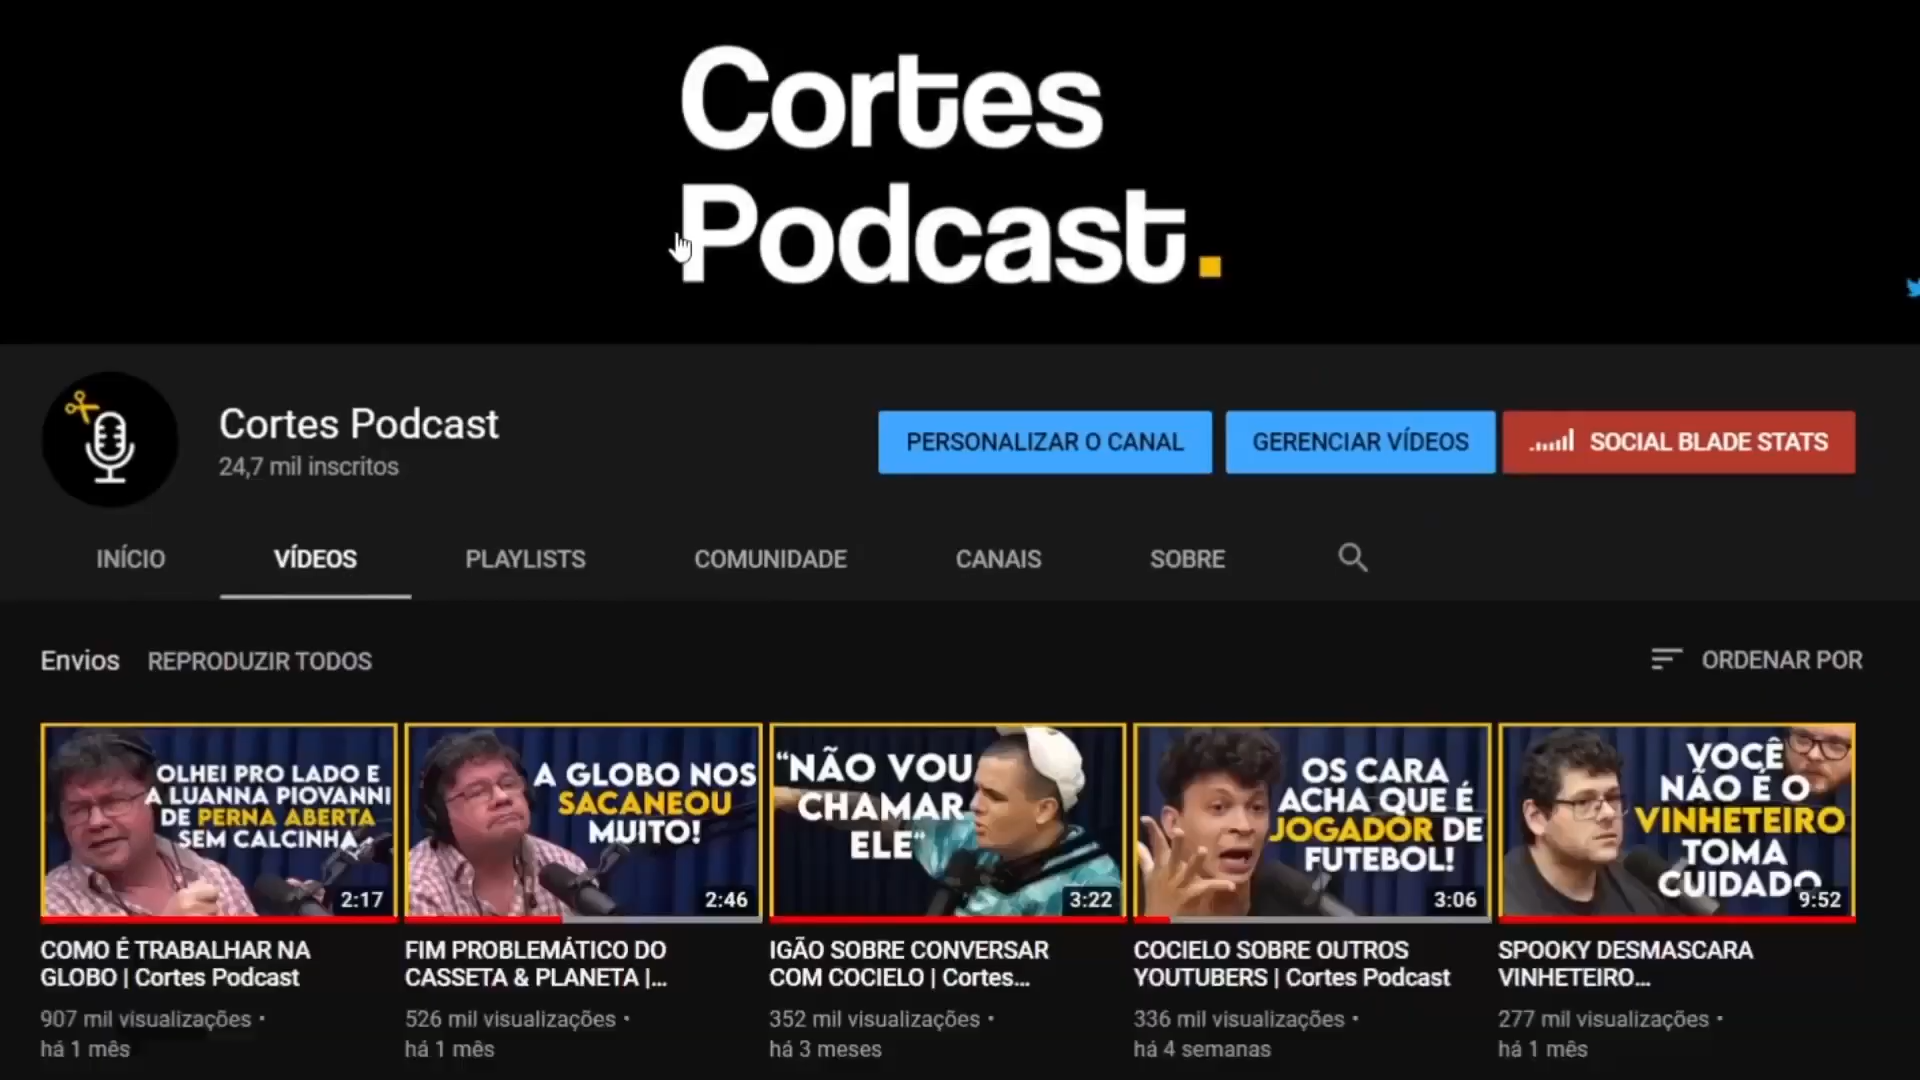 Cortes
Podcast.
Cortes Podcast
24,7 mil inscritos
PERSONALIZAR O CANAL
GERENCIAR VÍDEOS
SOCIAL BLADE STATS
INÍCIO
VÍDEOS
PLAYLISTS
COMUNIDADE
CANAIS
SOBRE
Envios
REPRODUZIR TODOS
ORDENAR POR
OLHEI PRO LADO E
A LUANNA PIOVANNI
DE PERNA ABERTA
SEM CALCINHA
2:17
COMO É TRABALHAR NA
GLOBO | Cortes Podcast
907 mil visualizações •
há 1 mês
A GLOBO NOS
SACANEOU
MUITO!
2:46
FIM PROBLEMÁTICO DO
CASSETA & PLANETA |...
526 mil visualizações •
há 1 mês
“NÃO VOU
CHAMAR
ELE“
3:22
IGÃO SOBRE CONVERSAR
COM COCIELO | Cortes...
352 mil visualizações •
há 3 meses
OS CARA
ACHA QUE É
JOGADOR DE
FUTEBOL!
3:06
COCIELO SOBRE OUTROS
YOUTUBERS | Cortes Podcast
336 mil visualizações •
há 4 semanas
VOCÊ
NÃO É O
VINHETEIRO
TOMA
CUIDADO
9:52
SPOOKY DESMASCARA
VINHETEIRO...
277 mil visualizações •
há 1 mês